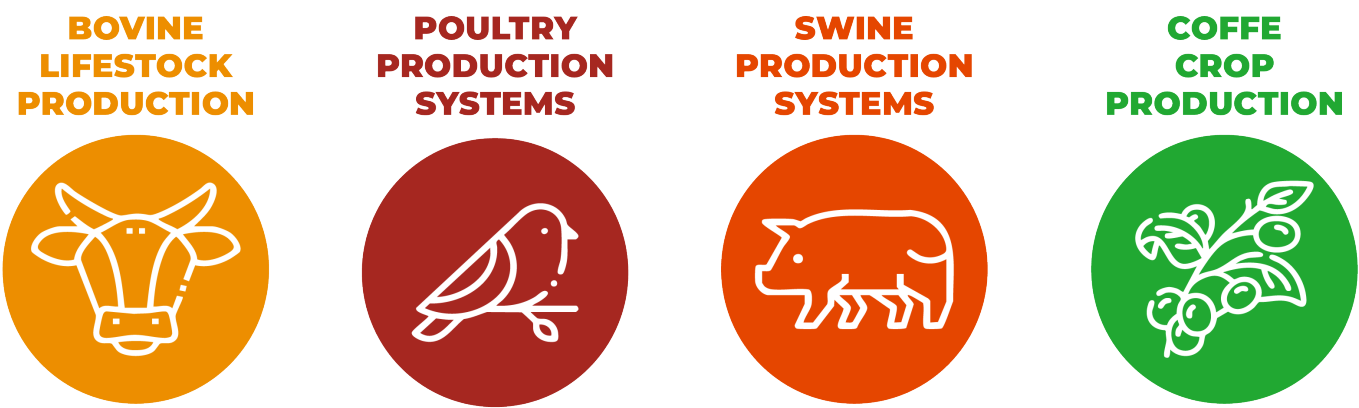 BOVINE
LIFESTOCK
PRODUCTION
POULTRY
PRODUCTION
SYSTEMS
SWINE
PRODUCTION
SYSTEMS
COFFE
CROP
PRODUCTION